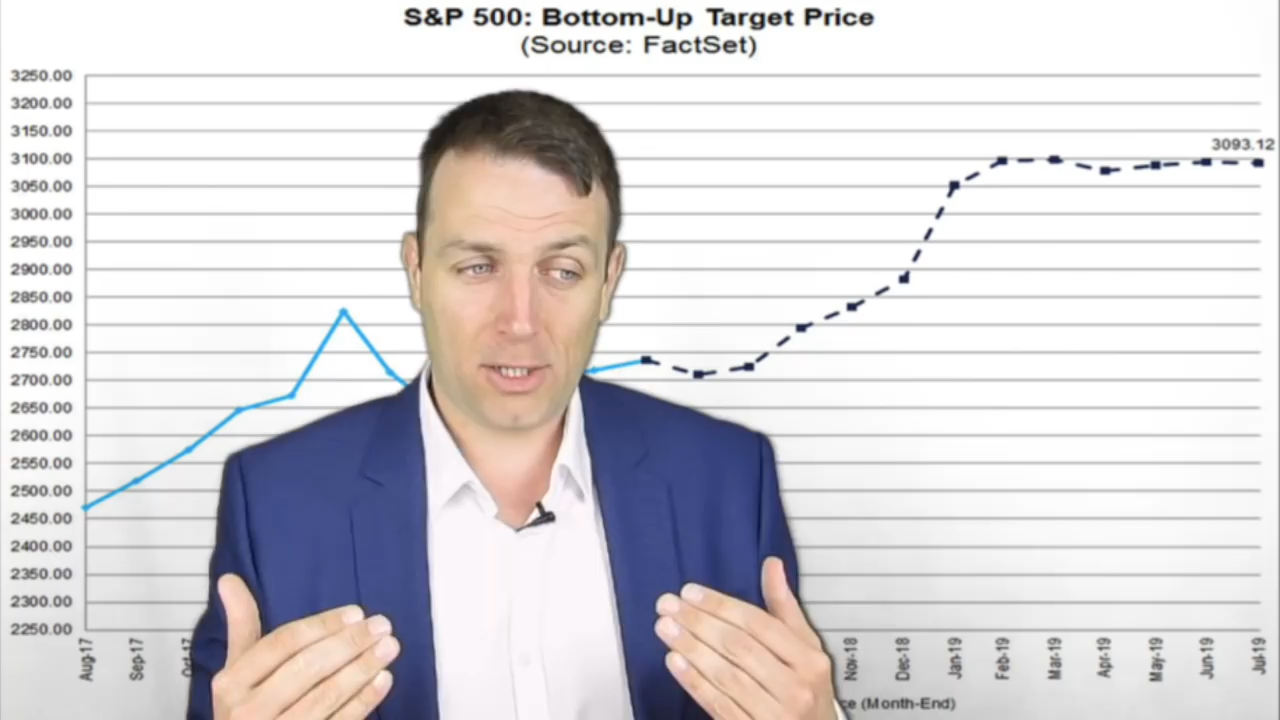 S&P 500: Bottom-Up Target Price
(Source: FactSet)
3250.00
3200.00
3150.00
3093.12
3100.00
3050.00
3000.00
2950.00
2900.00
2850.00
2800.00
2750.00
2700.00
2650.00
2600.00
2550.00
2500.00
2450.00
2400.00
2350.00
2300.00
2250.00
Aug-17
Sep-17
Nov-18
Dec-18
Jan-19
Feb-19
Mar-19
Apr-19
May-19
Jun-19
Jul-19
(Month-End)